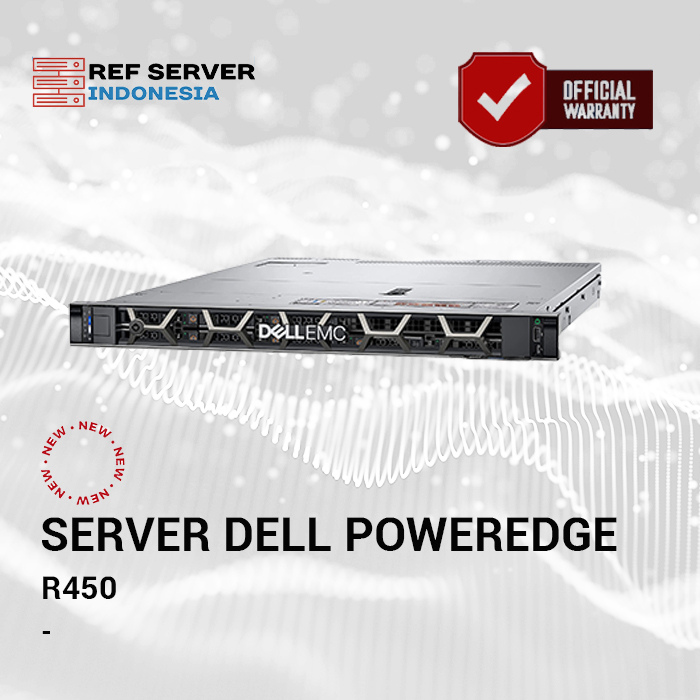 REF SERVER
INDONESIA
OFFICIAL
WARRANTY
DELLEMC
NEW · NEW · NEW · NEW · NEW ·
SERVER DELL POWEREDGE
R450
-